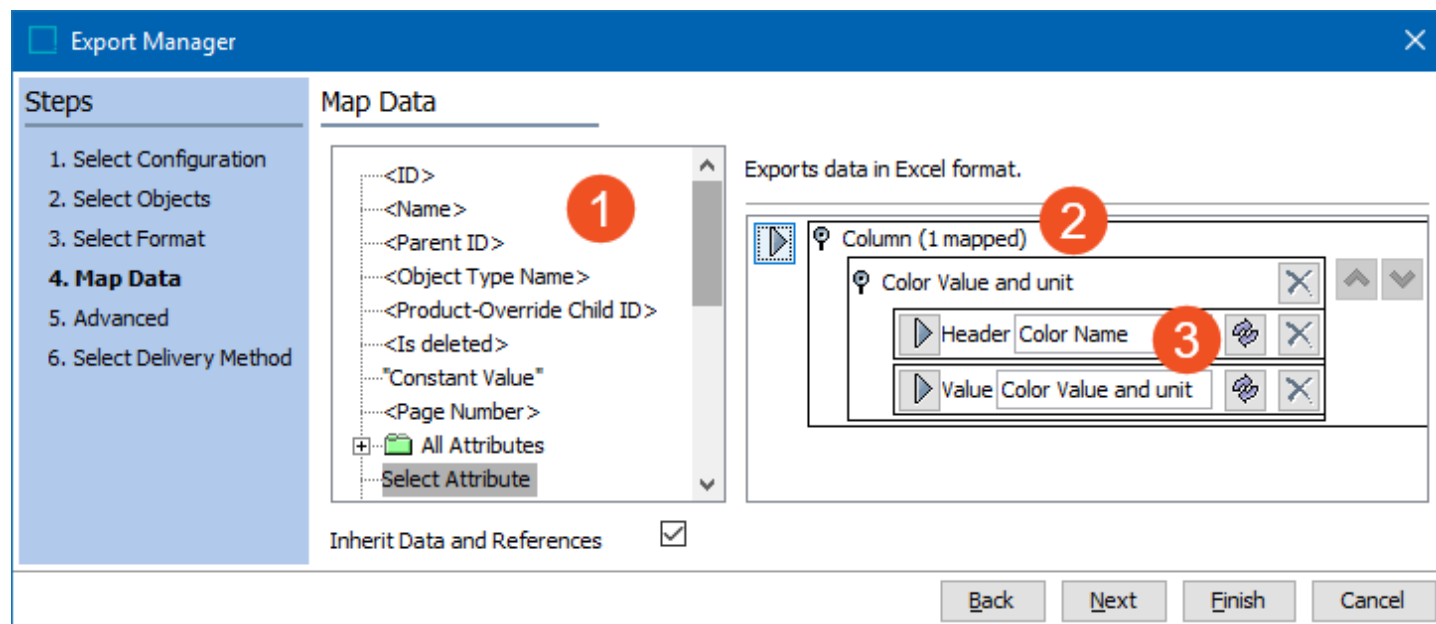 Export Manager
Steps
1. Select Configuration
2. Select Objects
3. Select Format
4. Map Data
5. Advanced
6. Select Delivery Method
Map Data
<ID>
<Name>
<Parent ID>
<Object Type Name>
<Product-Override Child ID>
<Is deleted>
"Constant Value"
<Page Number>
All Attributes
Select Attribute
1
Inherit Data and References
Exports data in Excel format.
2
Column (1 mapped)
Color Value and unit
Header Color Name
3
Value Color Value and unit
Back Next Finish Cancel